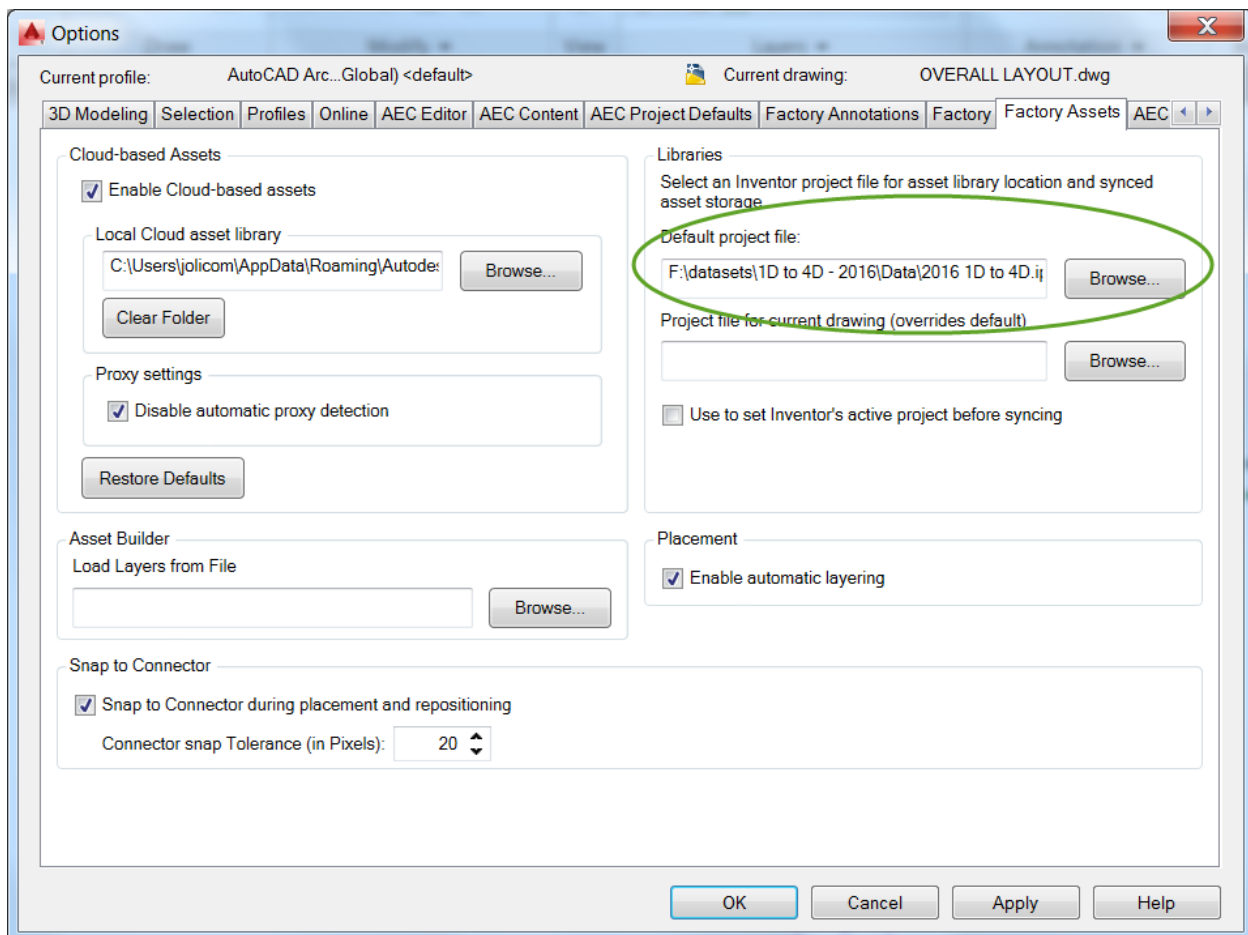 Options
Current profile: AutoCAD Arc...Global) <default> Current drawing: OVERALL LAYOUT.dwg
3D Modeling Selection Profiles Online AEC Editor AEC Content AEC Project Defaults Factory Annotations Factory Factory Assets AEC
Cloud-based Assets
Enable Cloud-based assets
Local Cloud asset library
C:\Users\jolicom\AppData\Roaming\Autodes
Browse...
Clear Folder
Proxy settings
Disable automatic proxy detection
Restore Defaults
Libraries
Select an Inventor project file for asset library location and synced
asset storage
Default project file:
F:\datasets\1D to 4D - 2016\Data\2016 1D to 4D.ip
Browse...
Project file for current drawing (overrides default)
Browse...
Use to set Inventor's active project before syncing
Asset Builder
Load Layers from File
Browse...
Placement
Enable automatic layering
Snap to Connector
Snap to Connector during placement and repositioning
Connector snap Tolerance (in Pixels): 20
OK Cancel Apply Help